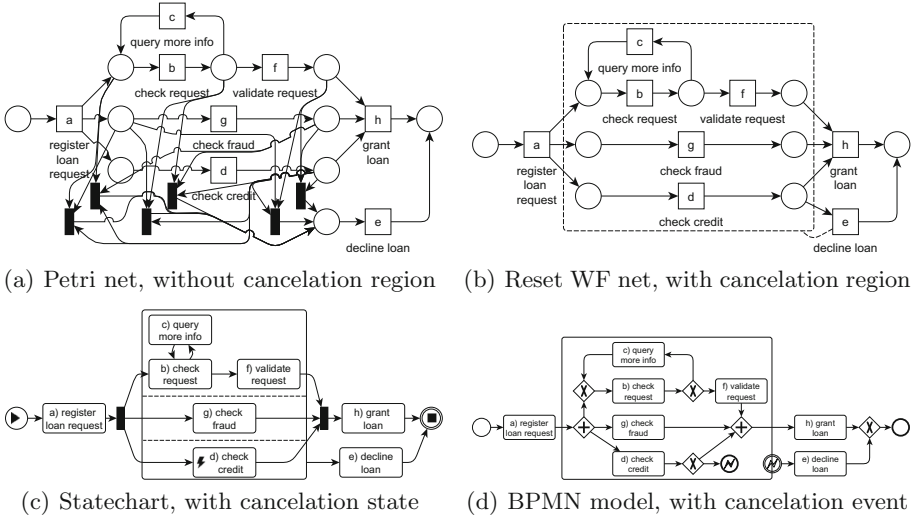 c
query more info
b
f
check request
validate request
a
g
h
register
loan
request
check fraud
grant
loan
d
check credit
e
decline loan
(a) Petri net, without cancelation region
c
query more info
b
f
check request
validate request
a
g
h
register
loan
request
check fraud
grant
loan
d
e
check credit
decline loan
(b) Reset WF net, with cancelation region
c) query
more info
b) check
request
f) validate
request
a) register
loan request
g) check
fraud
h) grant
loan
d) check
credit
e) decline
loan
(c) Statechart, with cancelation state
c) query
more info
b) check
request
f) validate
request
a) register
loan request
g) check
fraud
h) grant
loan
d) check
credit
e) decline
loan
(d) BPMN model, with cancelation event